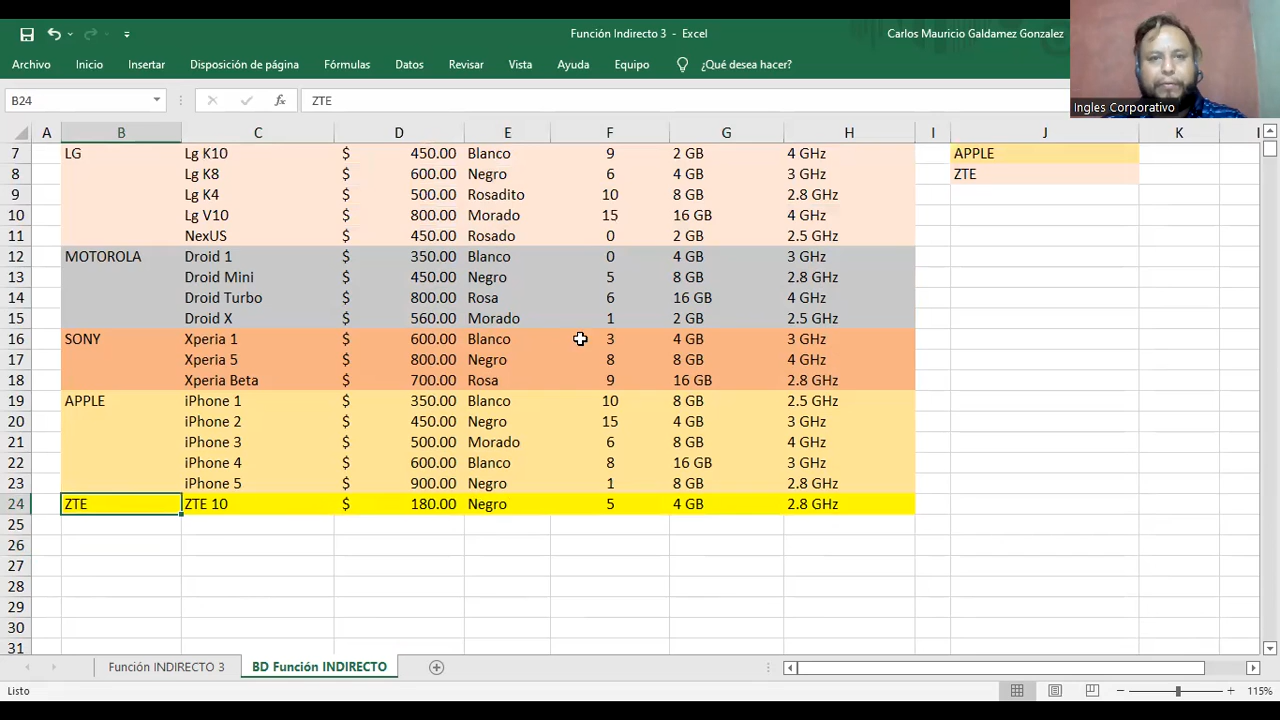 Función Indirecto 3 - Excel
Carlos Mauricio Galdamez Gonzalez
Archivo Inicio Insertar Disposición de página Fórmulas Datos Revisar Vista Ayuda Equipo ¿Qué desea hacer?
Ingles Corporativo
B24 fx ZTE
A B C D E F G H I J K L
7 LG Lg K10 $ 450.00 Blanco 9 2 GB 4 GHz APPLE
8 Lg K8 $ 600.00 Negro 6 4 GB 3 GHz ZTE
9 Lg K4 $ 500.00 Rosadito 10 8 GB 2.8 GHz
10 Lg V10 $ 800.00 Morado 15 16 GB 4 GHz
11 NexUS $ 450.00 Rosado 0 2 GB 2.5 GHz
12 MOTOROLA Droid 1 $ 350.00 Blanco 0 4 GB 3 GHz
13 Droid Mini $ 450.00 Negro 5 8 GB 2.8 GHz
14 Droid Turbo $ 800.00 Rosa 6 16 GB 4 GHz
15 Droid X $ 560.00 Morado 1 2 GB 2.5 GHz
16 SONY Xperia 1 $ 600.00 Blanco 3 4 GB 3 GHz
17 Xperia 5 $ 800.00 Negro 8 8 GB 4 GHz
18 Xperia Beta $ 700.00 Rosa 9 16 GB 2.8 GHz
19 APPLE iPhone 1 $ 350.00 Blanco 10 8 GB 2.5 GHz
20 iPhone 2 $ 450.00 Negro 15 4 GB 3 GHz
21 iPhone 3 $ 500.00 Morado 6 8 GB 4 GHz
22 iPhone 4 $ 600.00 Blanco 8 16 GB 3 GHz
23 iPhone 5 $ 900.00 Negro 1 8 GB 2.8 GHz
24 ZTE ZTE 10 $ 180.00 Negro 5 4 GB 2.8 GHz
25
26
27
28
29
30
31
Función INDIRECTO 3 BD Función INDIRECTO
Listo 115%